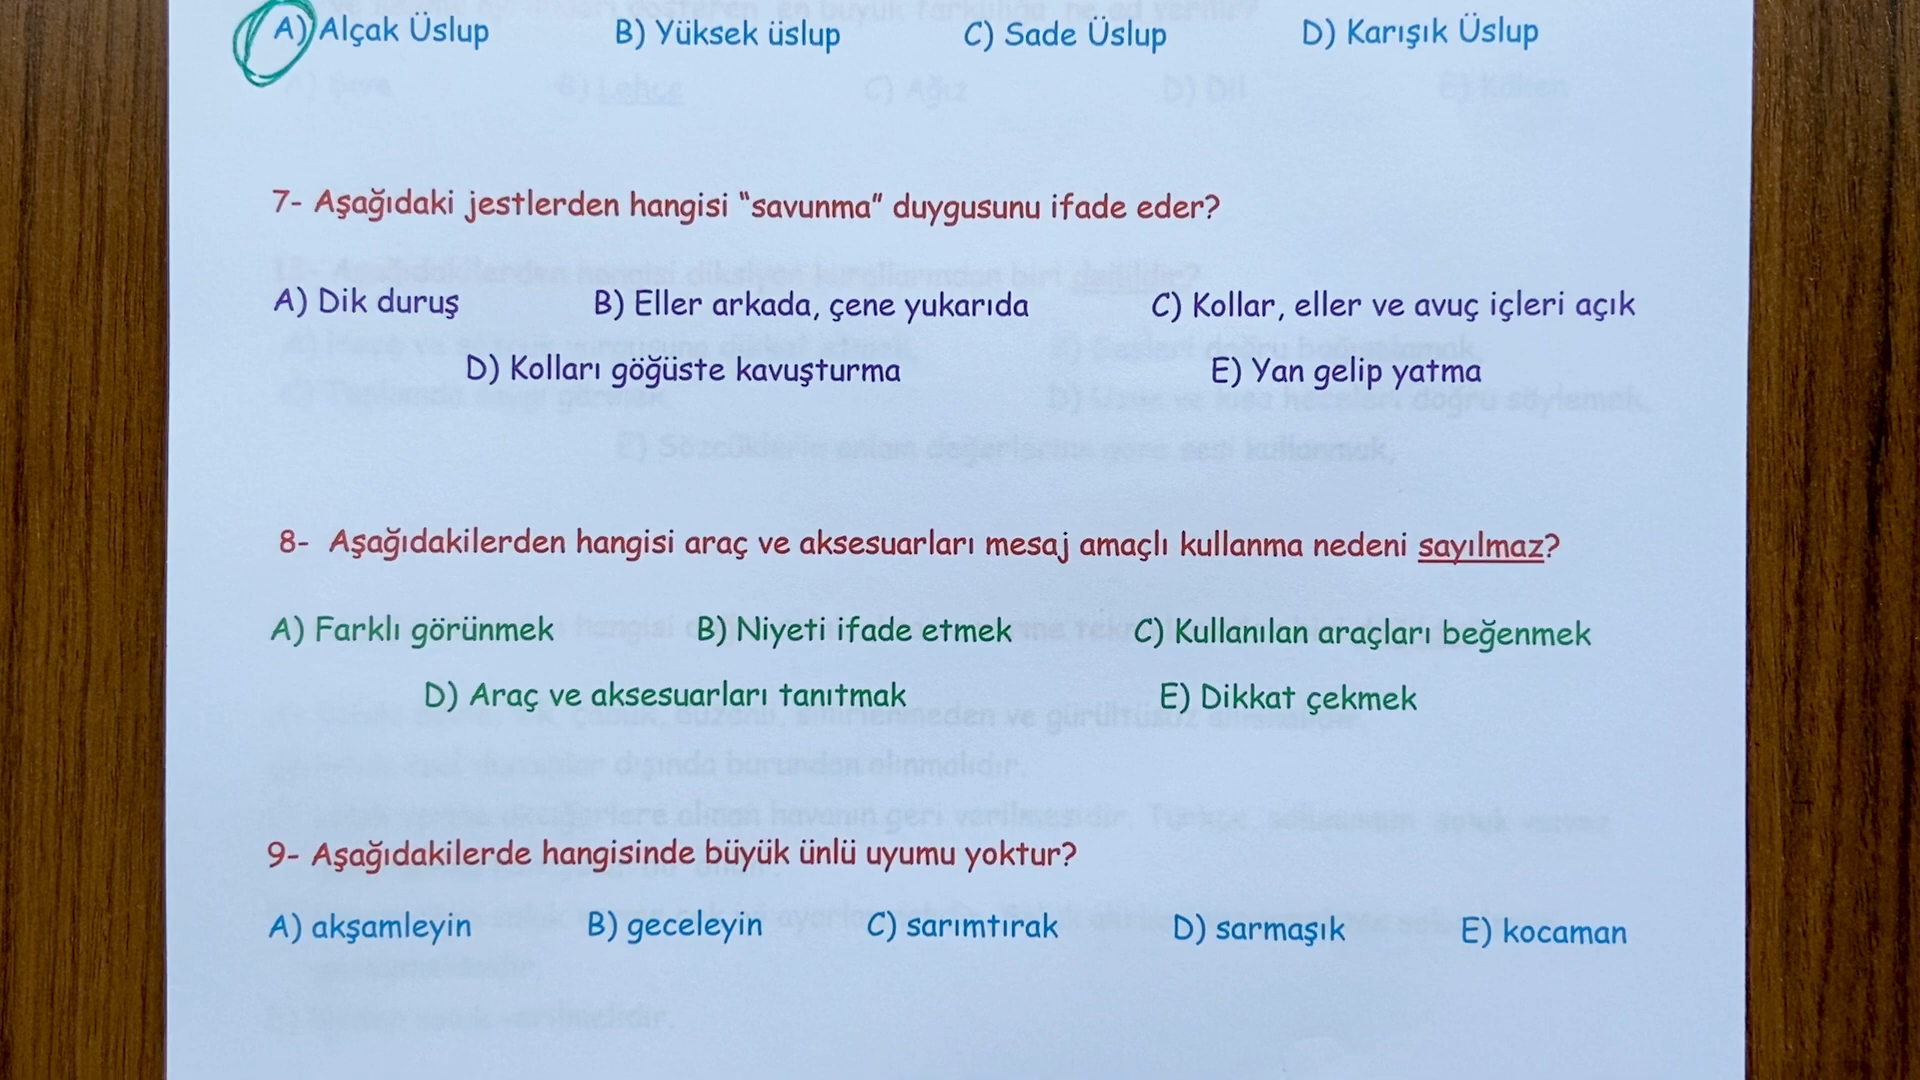 A) Alçak Üslup B) Yüksek üslup C) Sade Üslup D) Karışık Üslup
7- Aşağıdaki jestlerden hangisi “savunma” duygusunu ifade eder?
A) Dik duruş B) Eller arkada, çene yukarıda C) Kollar, eller ve avuç içleri açık
D) Kolları göğüste kavuşturma E) Yan gelip yatma
8- Aşağıdakilerden hangisi araç ve aksesuarları mesaj amaçlı kullanma nedeni sayılmaz?
A) Farklı görünmek B) Niyeti ifade etmek C) Kullanılan araçları beğenmek
D) Araç ve aksesuarları tanıtmak E) Dikkat çekmek
9- Aşağıdakilerde hangisinde büyük ünlü uyumu yoktur?
A) akşamleyin B) geceleyin C) sarımtırak D) sarmaşık E) kocaman